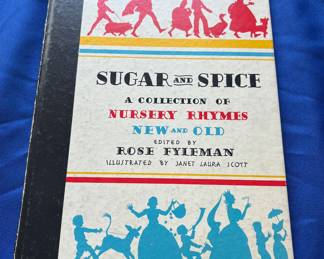 SUGAR AND SPICE
A COLLECTION OF
NURSERY RHYMES
NEW AND OLD
EDITED BY
ROSE FYLEMAN
ILLUSTRATED BY JANET LAURA SCOTT